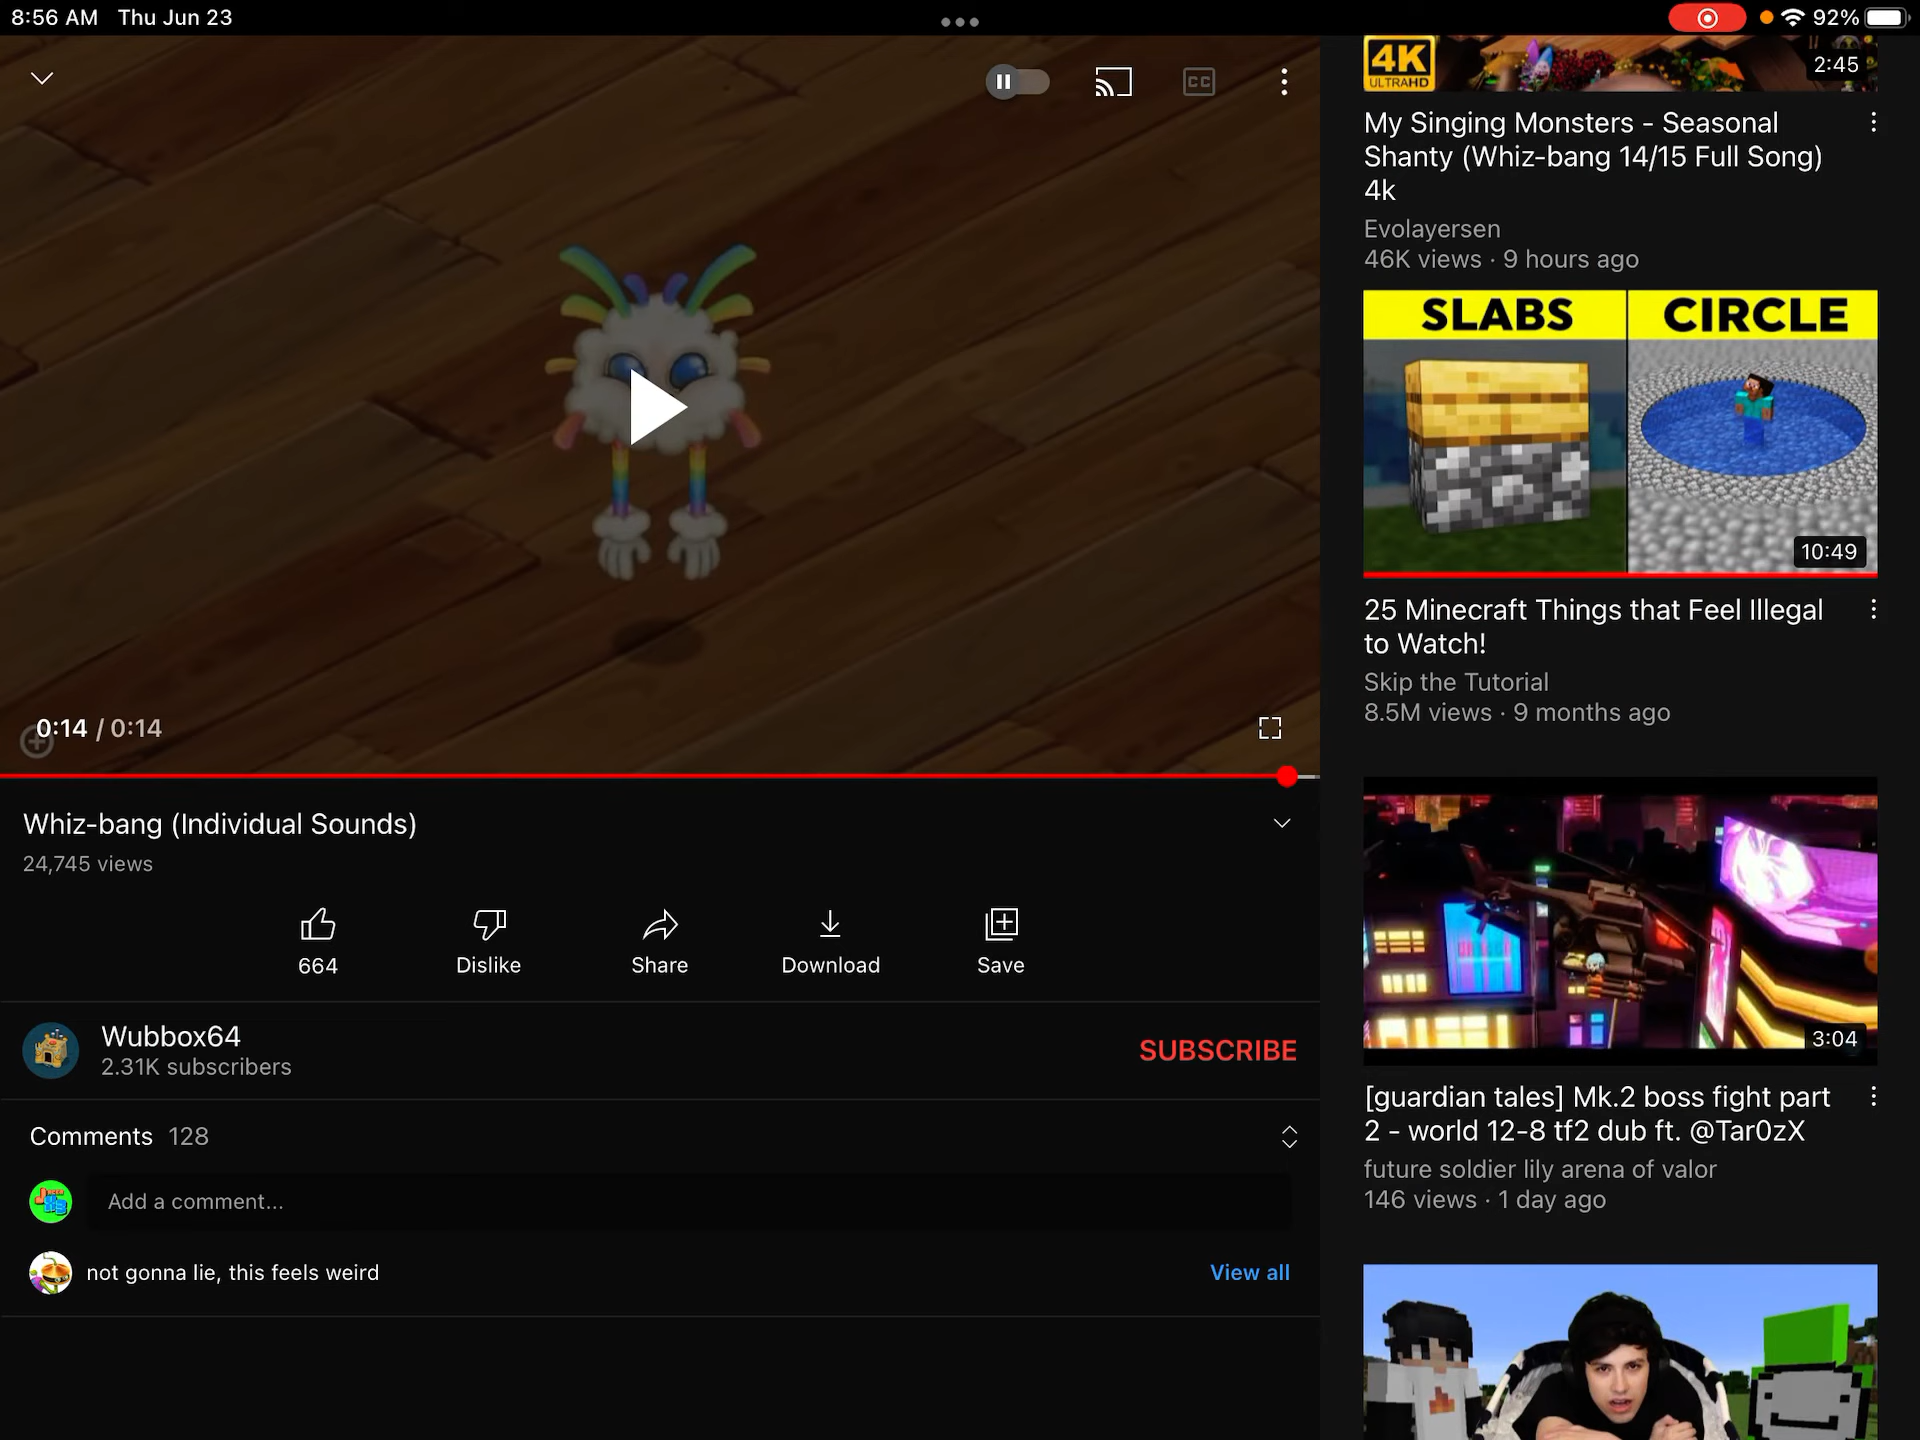 8:56 AM Thu Jun 23
92%
CC
0:14 / 0:14
Whiz-bang (Individual Sounds)
24,745 views
664
Dislike
Share
Download
Save
Wubbox64
2.31K subscribers
SUBSCRIBE
Comments 128
Add a comment...
not gonna lie, this feels weird
View all
4K
ULTRAHD
2:45
My Singing Monsters - Seasonal
Shanty (Whiz-bang 14/15 Full Song)
4k
Evolayersen
46K views · 9 hours ago
SLABS
CIRCLE
10:49
25 Minecraft Things that Feel Illegal
to Watch!
Skip the Tutorial
8.5M views · 9 months ago
3:04
[guardian tales] Mk.2 boss fight part
2 - world 12-8 tf2 dub ft. @Tar0zX
future soldier lily arena of valor
146 views · 1 day ago